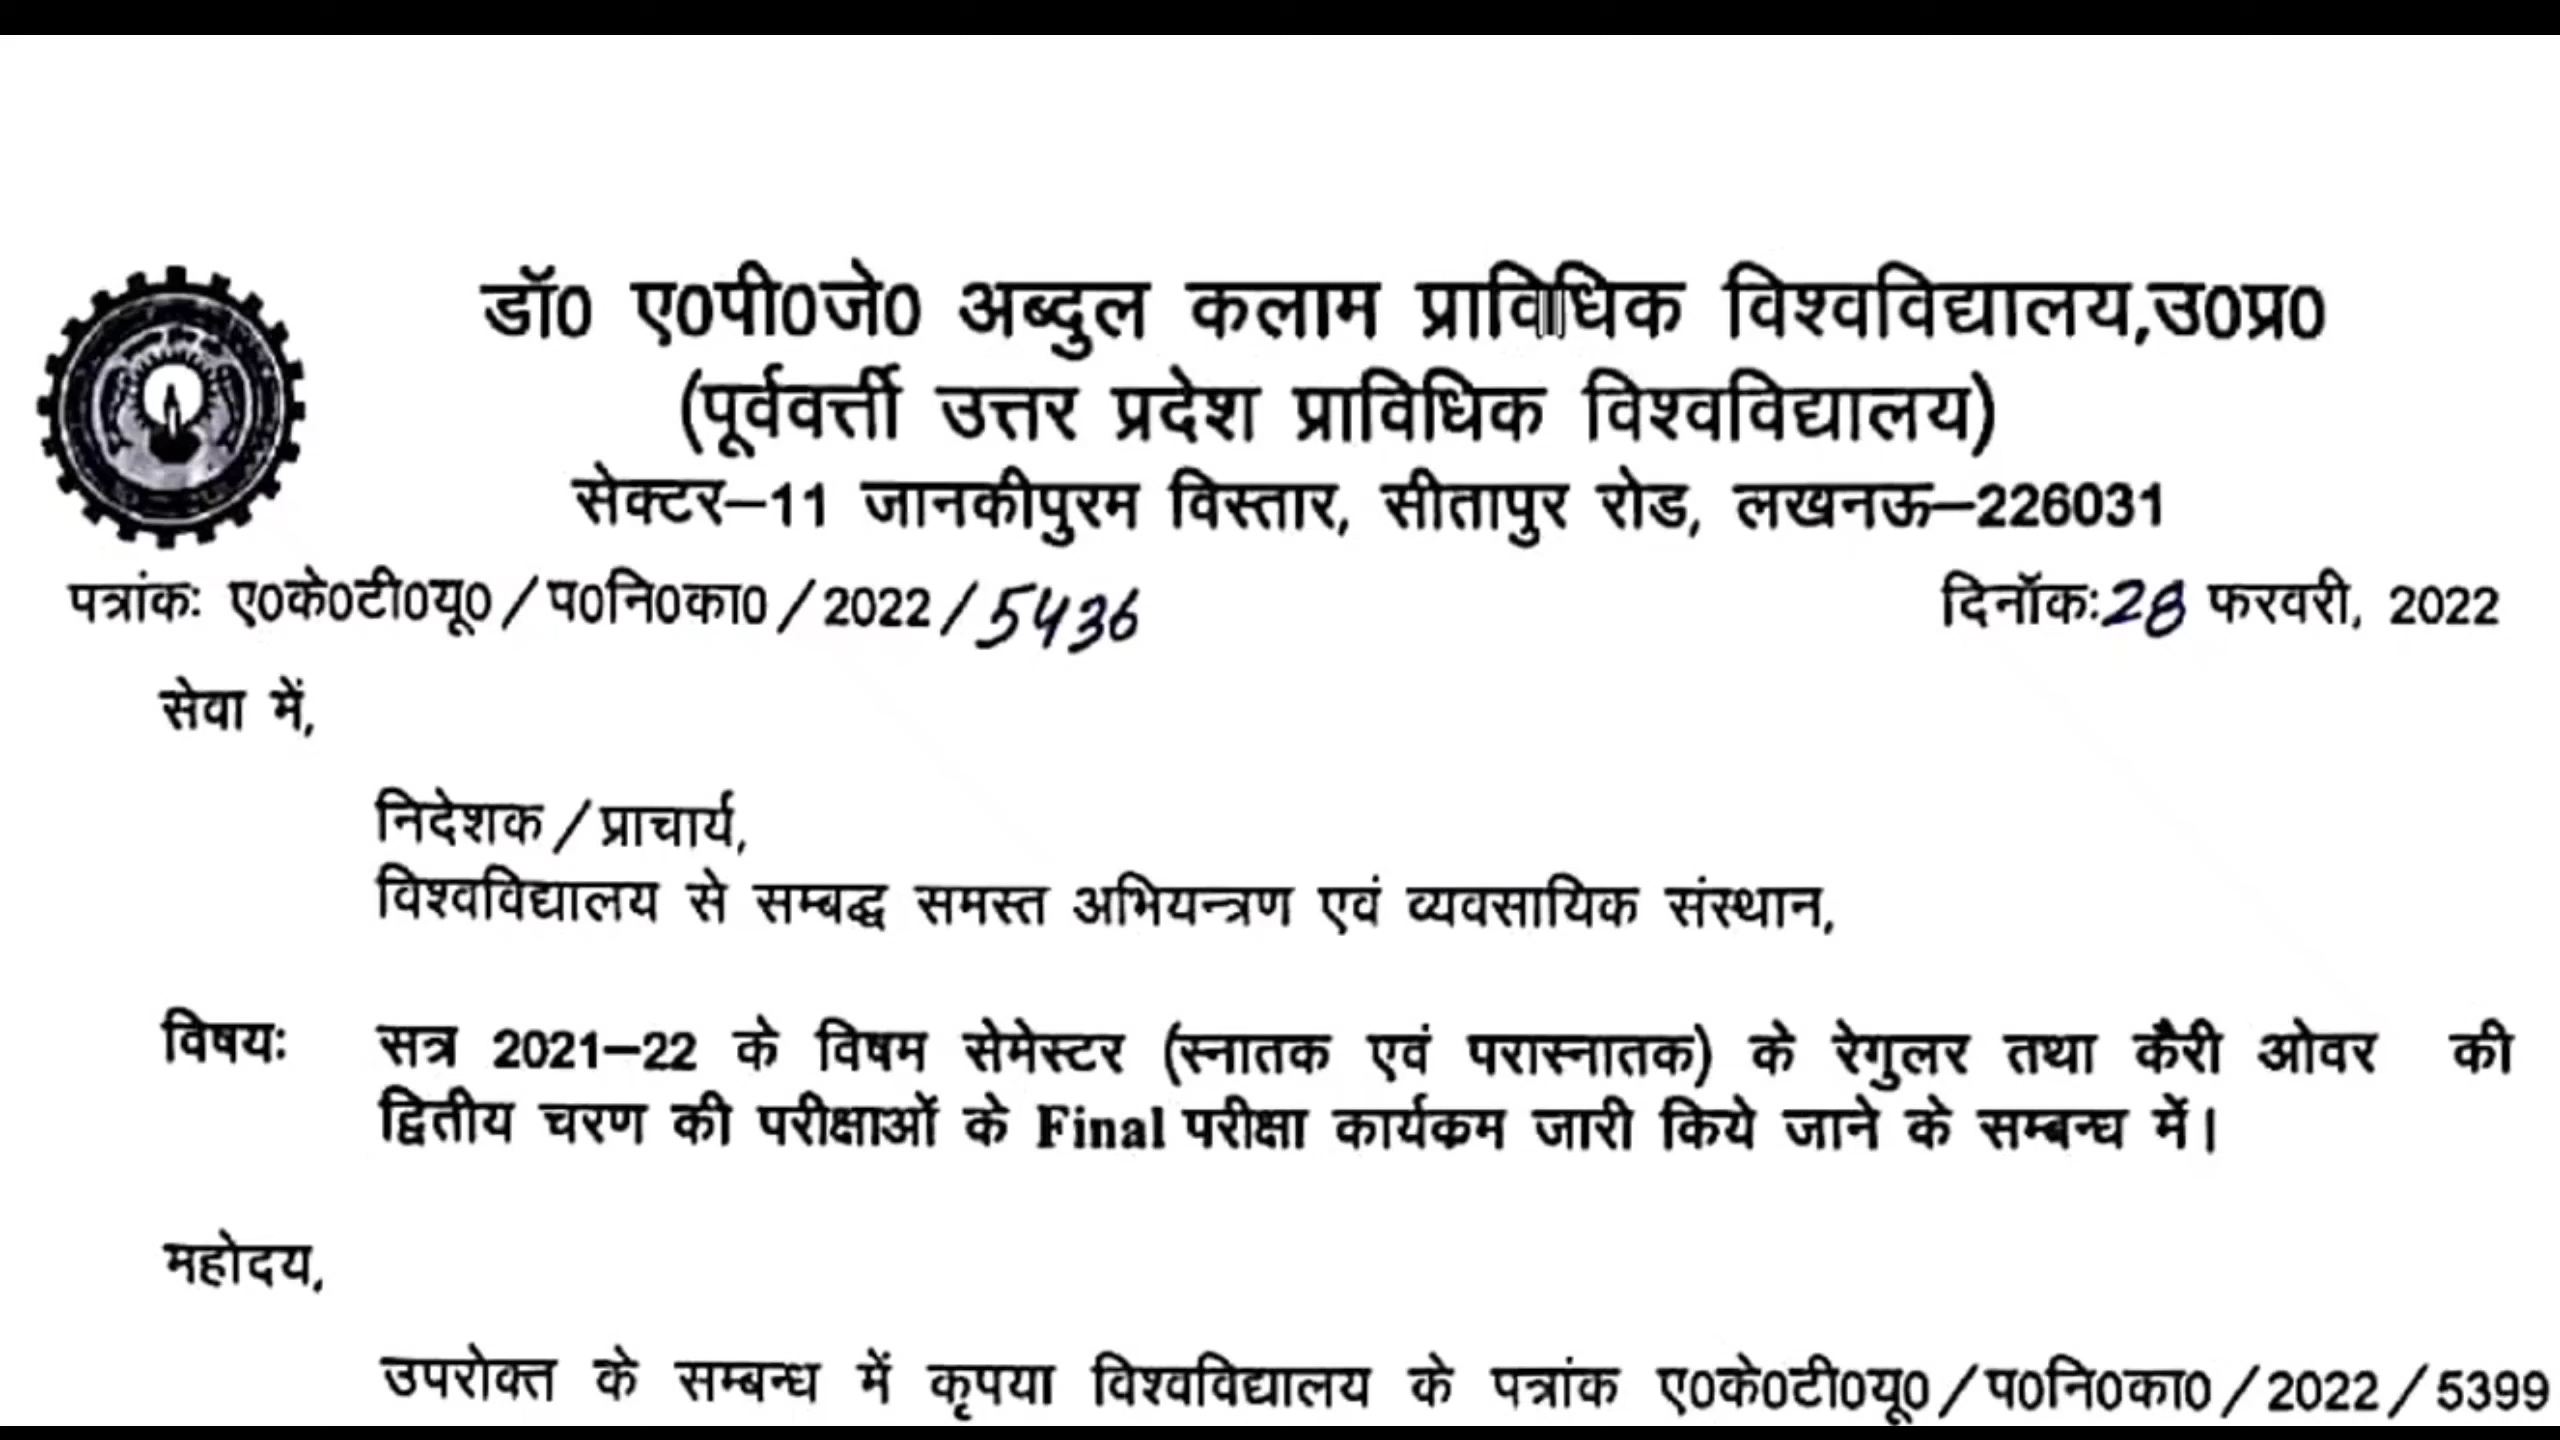 डॉ0 ए0पी0जे0 अब्दुल कलाम प्राविधिक विश्वविद्यालय,उ0प्र0
(पूर्ववर्त्ती उत्तर प्रदेश प्राविधिक विश्वविद्यालय)
सेक्टर–11 जानकीपुरम विस्तार, सीतापुर रोड, लखनऊ–226031
पत्रांकः ए0के0टी0यू0/प0नि0का0/2022/5436 दिनॉकः28 फरवरी, 2022
सेवा में,
निदेशक/प्राचार्य,
विश्वविद्यालय से सम्बद्ध समस्त अभियन्त्रण एवं व्यवसायिक संस्थान,
विषयः सत्र 2021–22 के विषम सेमेस्टर (स्नातक एवं परास्नातक) के रेगुलर तथा कैरी ओवर की
द्वितीय चरण की परीक्षाओं के Final परीक्षा कार्यक्रम जारी किये जाने के सम्बन्ध में।
महोदय,
उपरोक्त के सम्बन्ध में कृपया विश्वविद्यालय के पत्रांक ए0के0टी0यू0/प0नि0का0/2022/5399